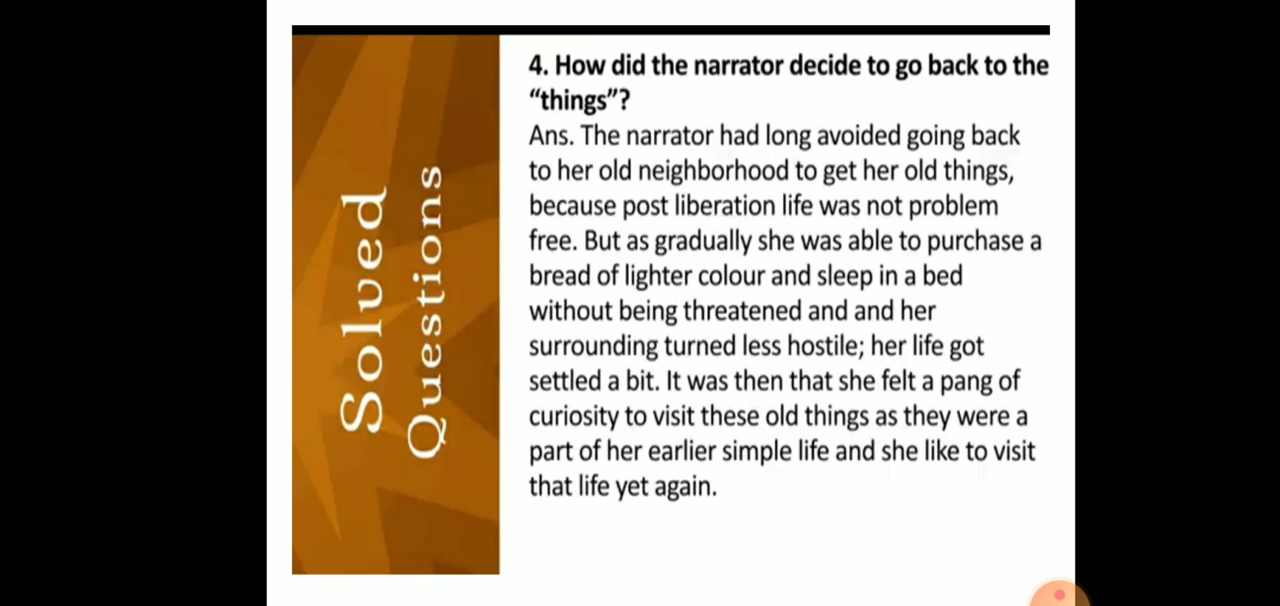 Solved
Questions
4. How did the narrator decide to go back to the
“things”?
Ans. The narrator had long avoided going back
to her old neighborhood to get her old things,
because post liberation life was not problem
free. But as gradually she was able to purchase a
bread of lighter colour and sleep in a bed
without being threatened and and her
surrounding turned less hostile; her life got
settled a bit. It was then that she felt a pang of
curiosity to visit these old things as they were a
part of her earlier simple life and she like to visit
that life yet again.